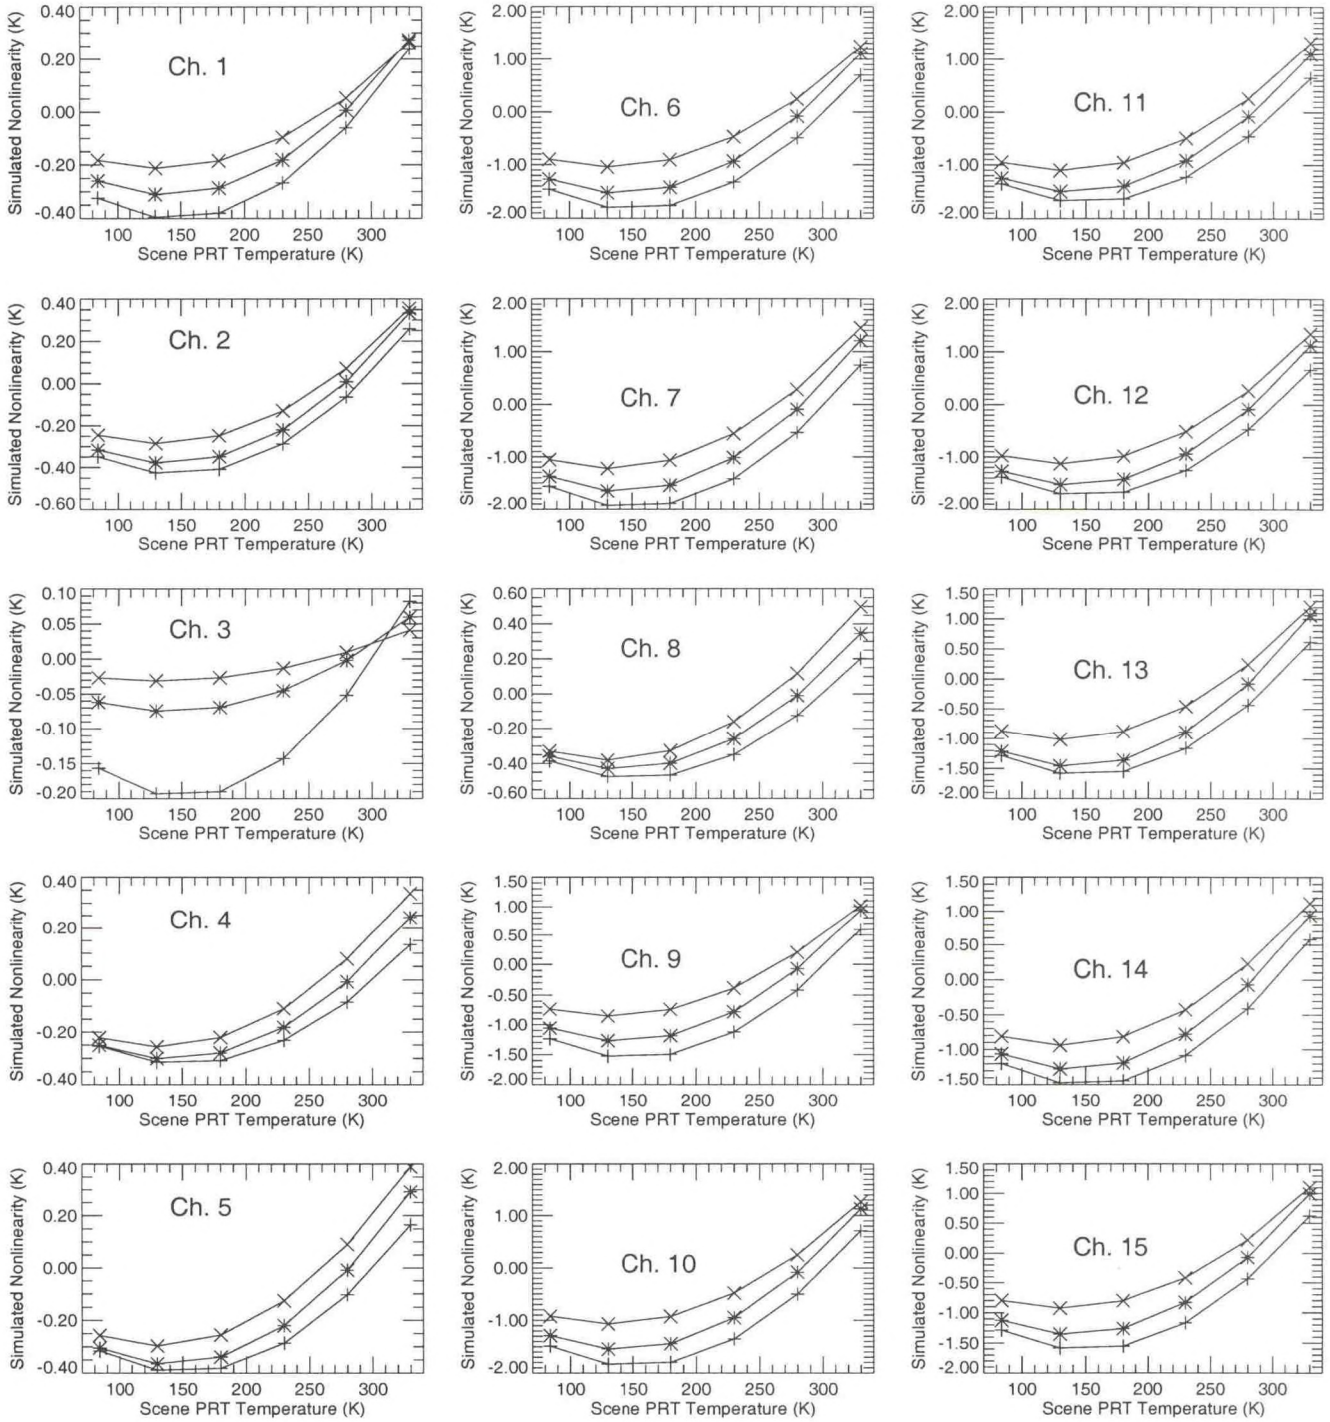 Simulated Nonlinearity (K)
0.40
0.20
0.00
-0.20
-0.40
Ch. 1
100 150 200 250 300
Scene PRT Temperature (K)
Simulated Nonlinearity (K)
2.00
1.00
0.00
-1.00
-2.00
Ch. 6
100 150 200 250 300
Scene PRT Temperature (K)
Simulated Nonlinearity (K)
2.00
1.00
0.00
-1.00
-2.00
Ch. 11
100 150 200 250 300
Scene PRT Temperature (K)
Simulated Nonlinearity (K)
0.40
0.20
0.00
-0.20
-0.40
-0.60
Ch. 2
100 150 200 250 300
Scene PRT Temperature (K)
Simulated Nonlinearity (K)
2.00
1.00
0.00
-1.00
-2.00
Ch. 7
100 150 200 250 300
Scene PRT Temperature (K)
Simulated Nonlinearity (K)
2.00
1.00
0.00
-1.00
-2.00
Ch. 12
100 150 200 250 300
Scene PRT Temperature (K)
Simulated Nonlinearity (K)
0.10
0.05
0.00
-0.05
-0.10
-0.15
-0.20
Ch. 3
100 150 200 250 300
Scene PRT Temperature (K)
Simulated Nonlinearity (K)
0.60
0.40
0.20
0.00
-0.20
-0.40
-0.60
Ch. 8
100 150 200 250 300
Scene PRT Temperature (K)
Simulated Nonlinearity (K)
1.50
1.00
0.50
0.00
-0.50
-1.00
-1.50
-2.00
Ch. 13
100 150 200 250 300
Scene PRT Temperature (K)
Simulated Nonlinearity (K)
0.40
0.20
0.00
-0.20
-0.40
Ch. 4
100 150 200 250 300
Scene PRT Temperature (K)
Simulated Nonlinearity (K)
1.50
1.00
0.50
0.00
-0.50
-1.00
-1.50
-2.00
Ch. 9
100 150 200 250 300
Scene PRT Temperature (K)
Simulated Nonlinearity (K)
1.50
1.00
0.50
0.00
-0.50
-1.00
-1.50
Ch. 14
100 150 200 250 300
Scene PRT Temperature (K)
Simulated Nonlinearity (K)
0.40
0.20
0.00
-0.20
-0.40
Ch. 5
100 150 200 250 300
Scene PRT Temperature (K)
Simulated Nonlinearity (K)
2.00
1.00
0.00
-1.00
-2.00
Ch. 10
100 150 200 250 300
Scene PRT Temperature (K)
Simulated Nonlinearity (K)
1.50
1.00
0.50
0.00
-0.50
-1.00
-1.50
-2.00
Ch. 15
100 150 200 250 300
Scene PRT Temperature (K)